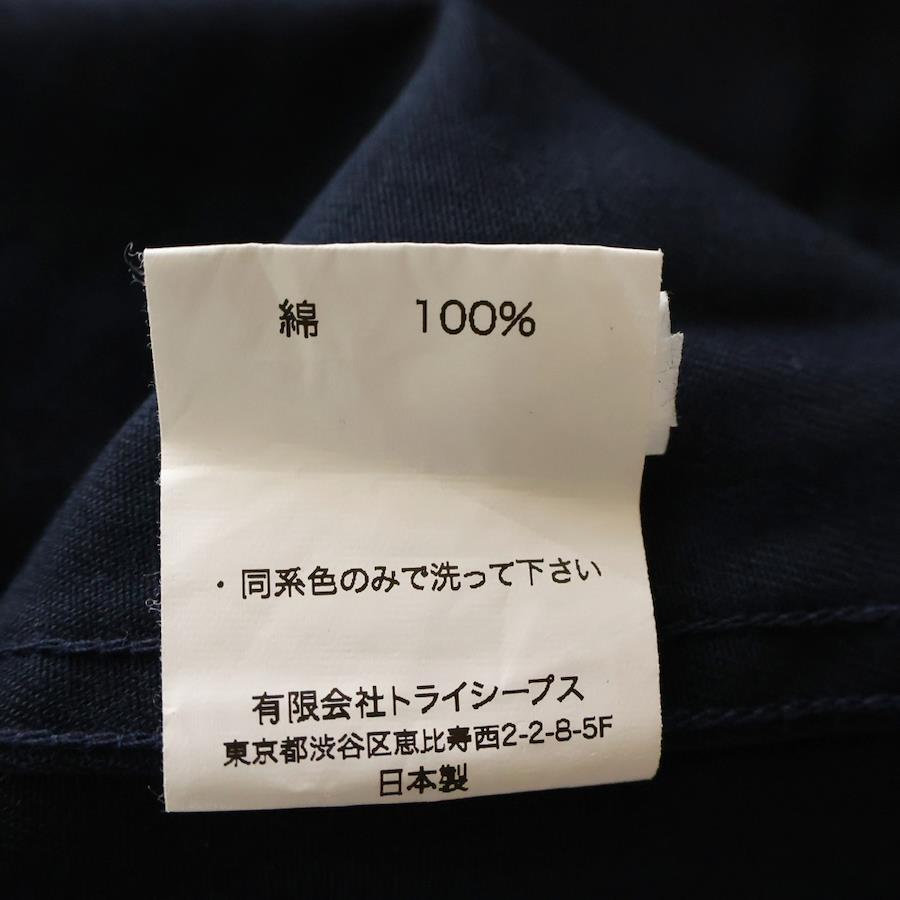 綿 100%
・同系色のみで洗って下さい
有限会社トライシープス
東京都渋谷区恵比寿西2-2-8-5F
日本製